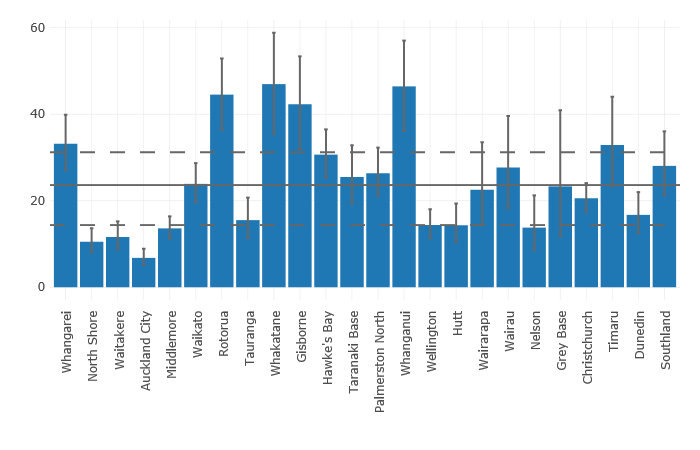 60
40
20
0
Whangarei
North Shore
Waitakere
Auckland City
Middlemore
Waikato
Rotorua
Tauranga
Whakatane
Gisborne
Hawke's Bay
Taranaki Base
Palmerston North
Whanganui
Wellington
Hutt
Wairarapa
Wairau
Nelson
Grey Base
Christchurch
Timaru
Dunedin
Southland